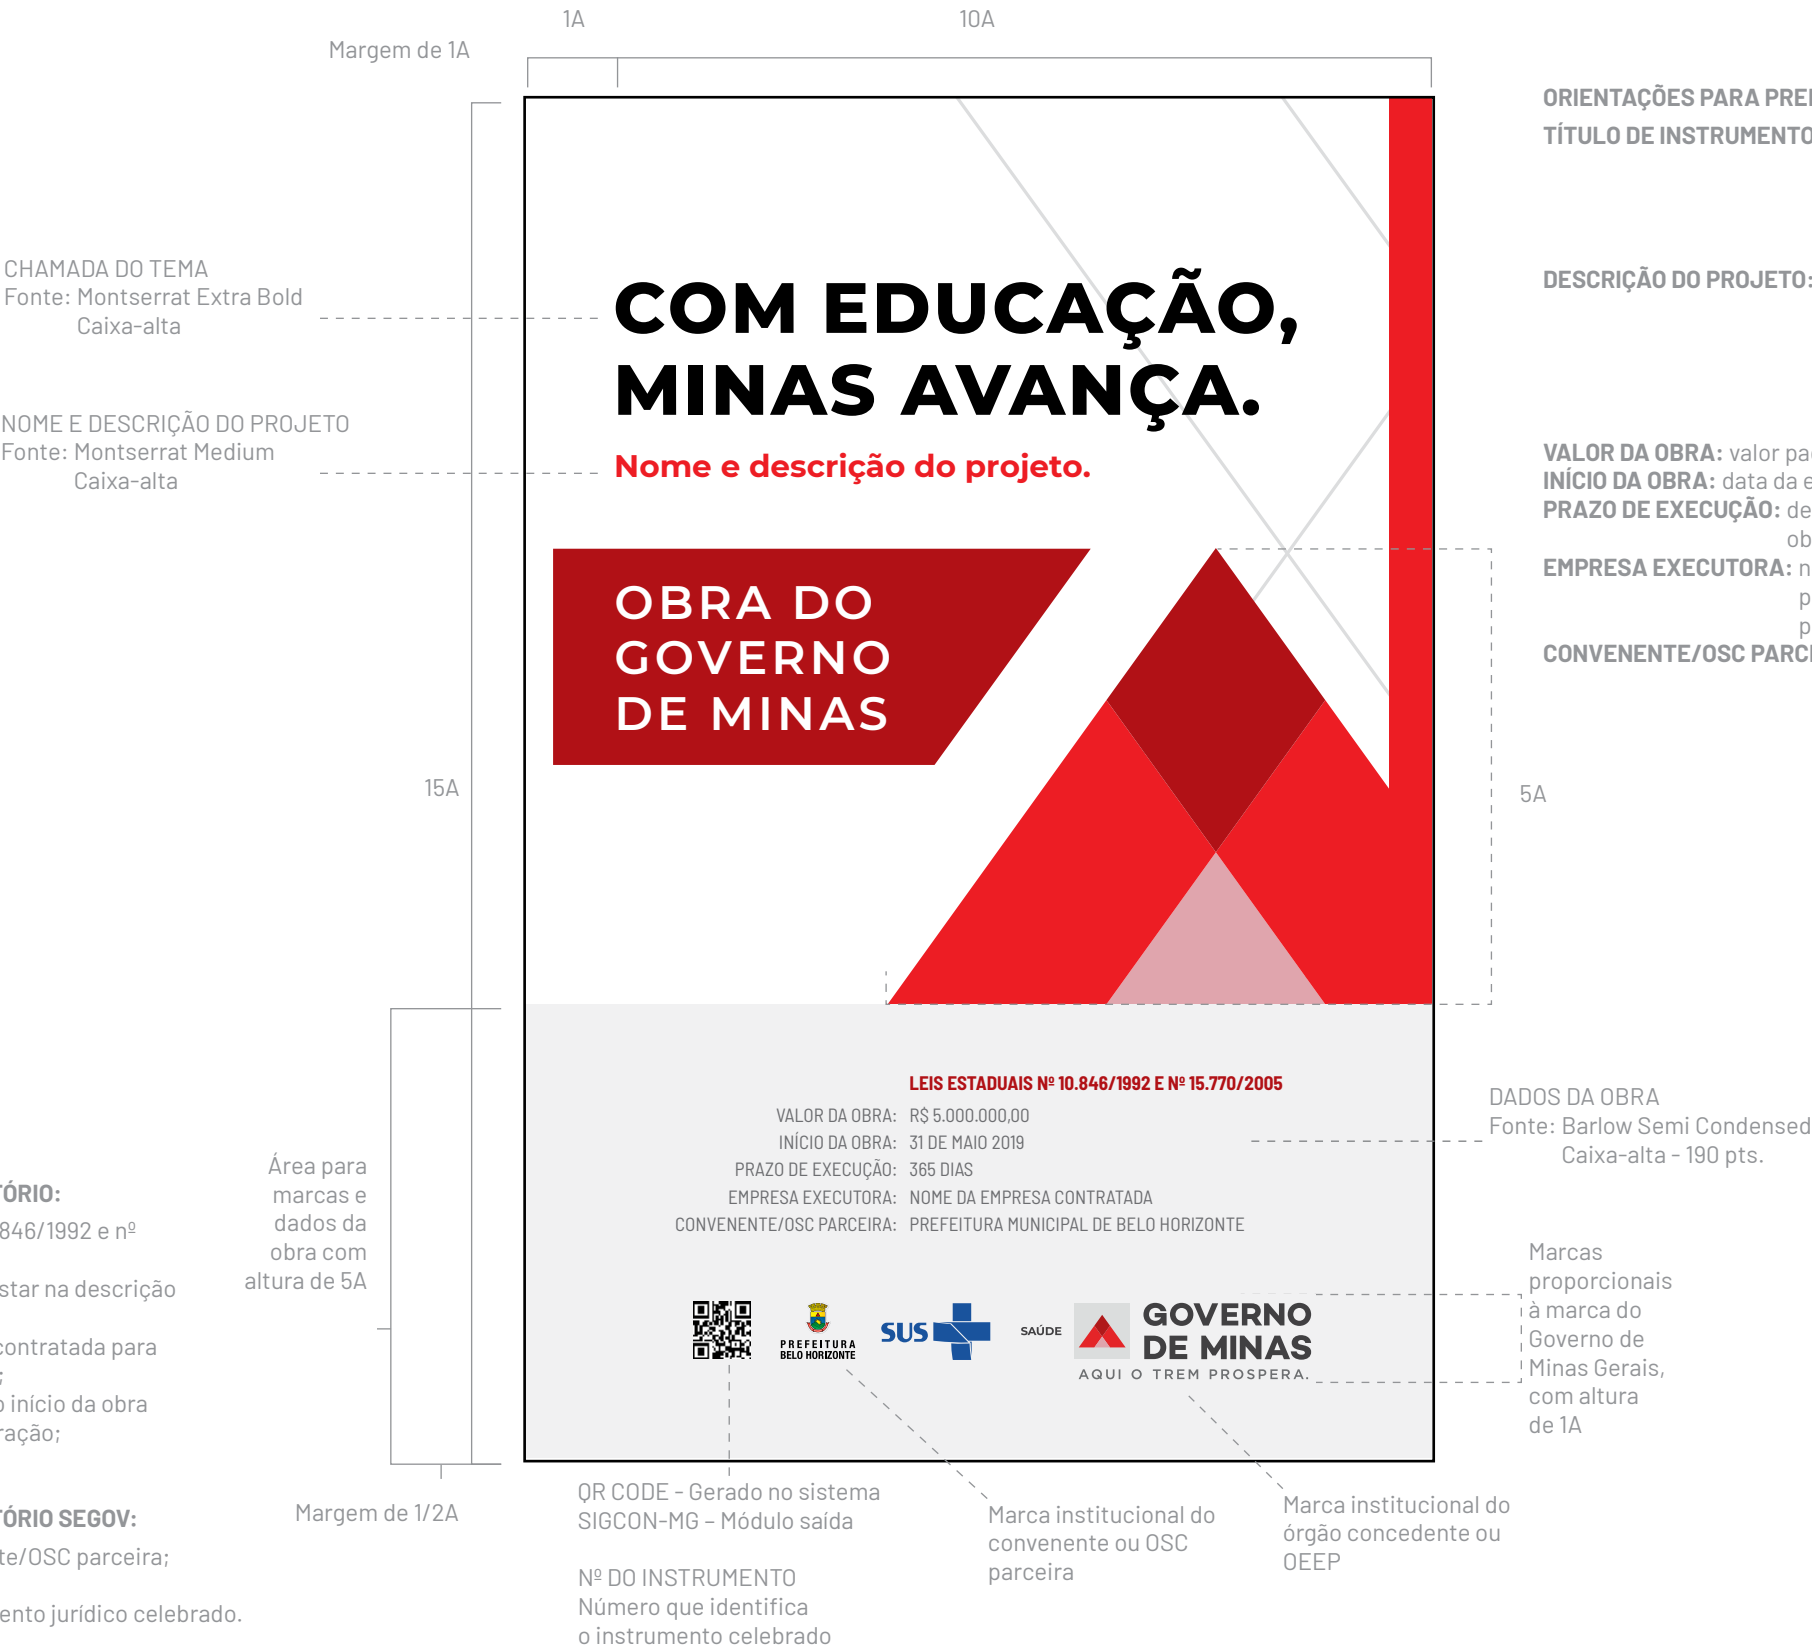 1A
10A
Margem de 1A
CHAMADA DO TEMA
Fonte: Montserrat Extra Bold
Caixa-alta
NOME E DESCRIÇÃO DO PROJETO
Fonte: Montserrat Medium
Caixa-alta
15A
COM EDUCAÇÃO,
MINAS AVANÇA.
Nome e descrição do projeto.
OBRA DO
GOVERNO
DE MINAS
5A
ORIENTAÇÕES PARA
TÍTULO DE INSTRUMENTO
DESCRIÇÃO DO PROJETO:
VALOR DA OBRA: valor
INÍCIO DA OBRA: data da
PRAZO DE EXECUÇÃO:
EMPRESA EXECUTORA:
CONVENENTE/OSC
LEIS ESTADUAIS Nº 10.846/1992 E Nº 15.770/2005
VALOR DA OBRA: R$ 5.000.000,00
INÍCIO DA OBRA: 31 DE MAIO 2019
PRAZO DE EXECUÇÃO: 365 DIAS
EMPRESA EXECUTORA: NOME DA EMPRESA CONTRATADA
CONVENENTE/OSC PARCEIRA: PREFEITURA MUNICIPAL DE BELO HORIZONTE
DADOS DA OBRA
Fonte: Barlow Semi Condensed
Caixa-alta - 190 pts.
Área para
marcas e
dados da
obra com
altura de 5A
TÓRIO:
846/1992 e nº
star na descrição
contratada para
;
o início da obra
ração;
TÓRIO SEGOV:
te/OSC parceira;
ento jurídico celebrado.
Margem de 1/2A
PREFEITURA
BELO HORIZONTE
SUS
SAÚDE
GOVERNO
DE MINAS
AQUI O TREM PROSPERA.
Marcas
proporcionais
à marca do
Governo de
Minas Gerais,
com altura
de 1A
QR CODE - Gerado no sistema
SIGCON-MG – Módulo saída
Nº DO INSTRUMENTO
Número que identifica
o instrumento celebrado
Marca institucional do
convenente ou OSC
parceira
Marca institucional do
órgão concedente ou
OEEP